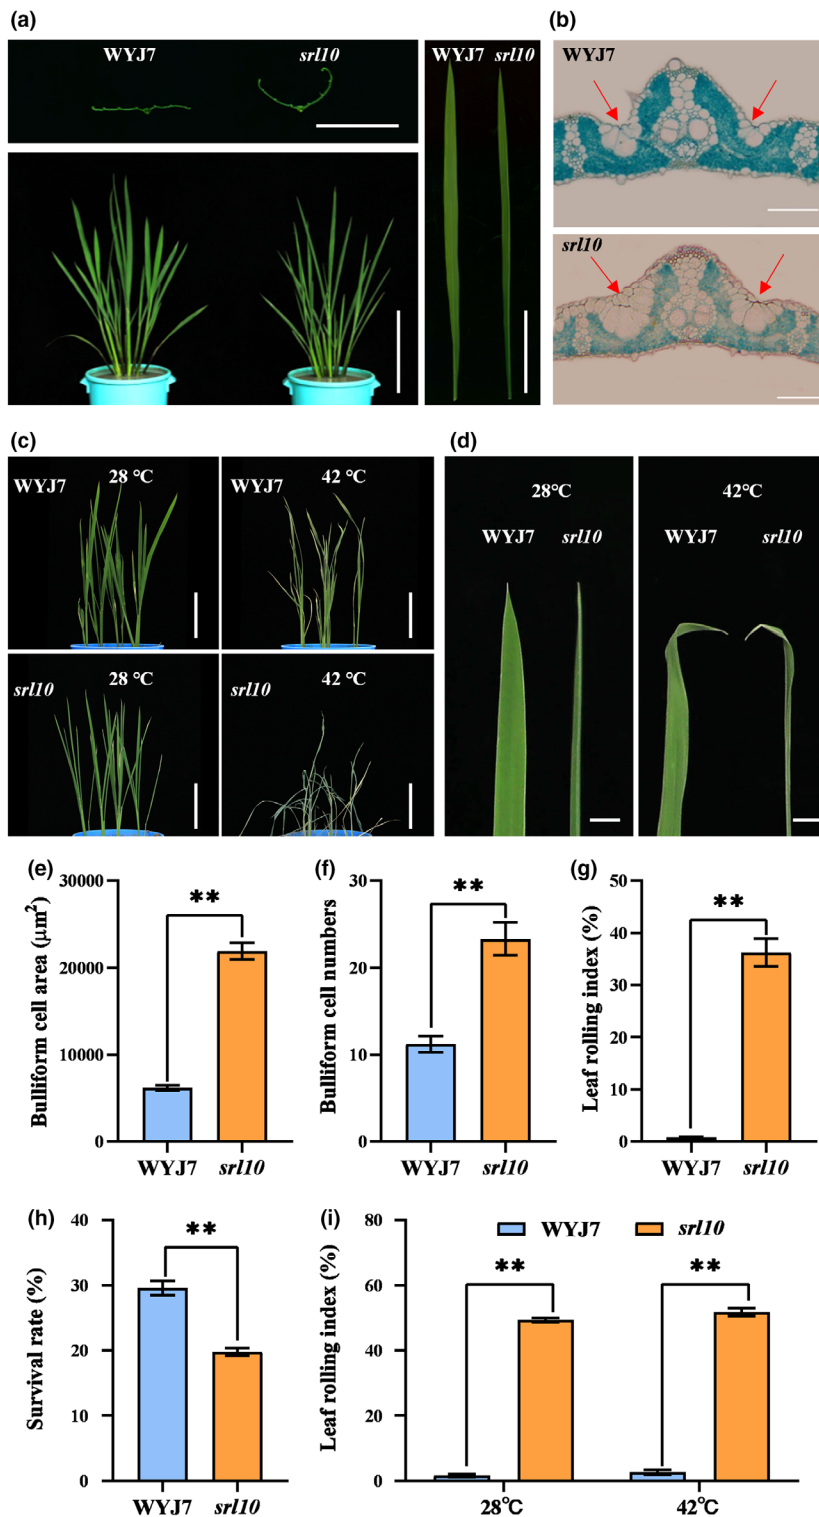 (a)
WYJ7 srl10
WYJ7 srl10
(b)
WYJ7
srl10
(c)
WYJ7 28 °C
WYJ7 42 °C
srl10 28 °C
srl10 42 °C
(d)
28℃ 42℃
WYJ7 srl10 WYJ7 srl10
(e)
Bulliform cell area (μm²)
30000
20000
10000
0
**
WYJ7 srl10
(f)
Bulliform cell numbers
30
20
10
0
**
WYJ7 srl10
(g)
Leaf rolling index (%)
50
40
30
20
10
0
**
WYJ7 srl10
(h)
Survival rate (%)
40
30
20
10
0
**
WYJ7 srl10
(i)
Leaf rolling index (%)
80
60
40
20
0
WYJ7 srl10
** **
28℃ 42℃